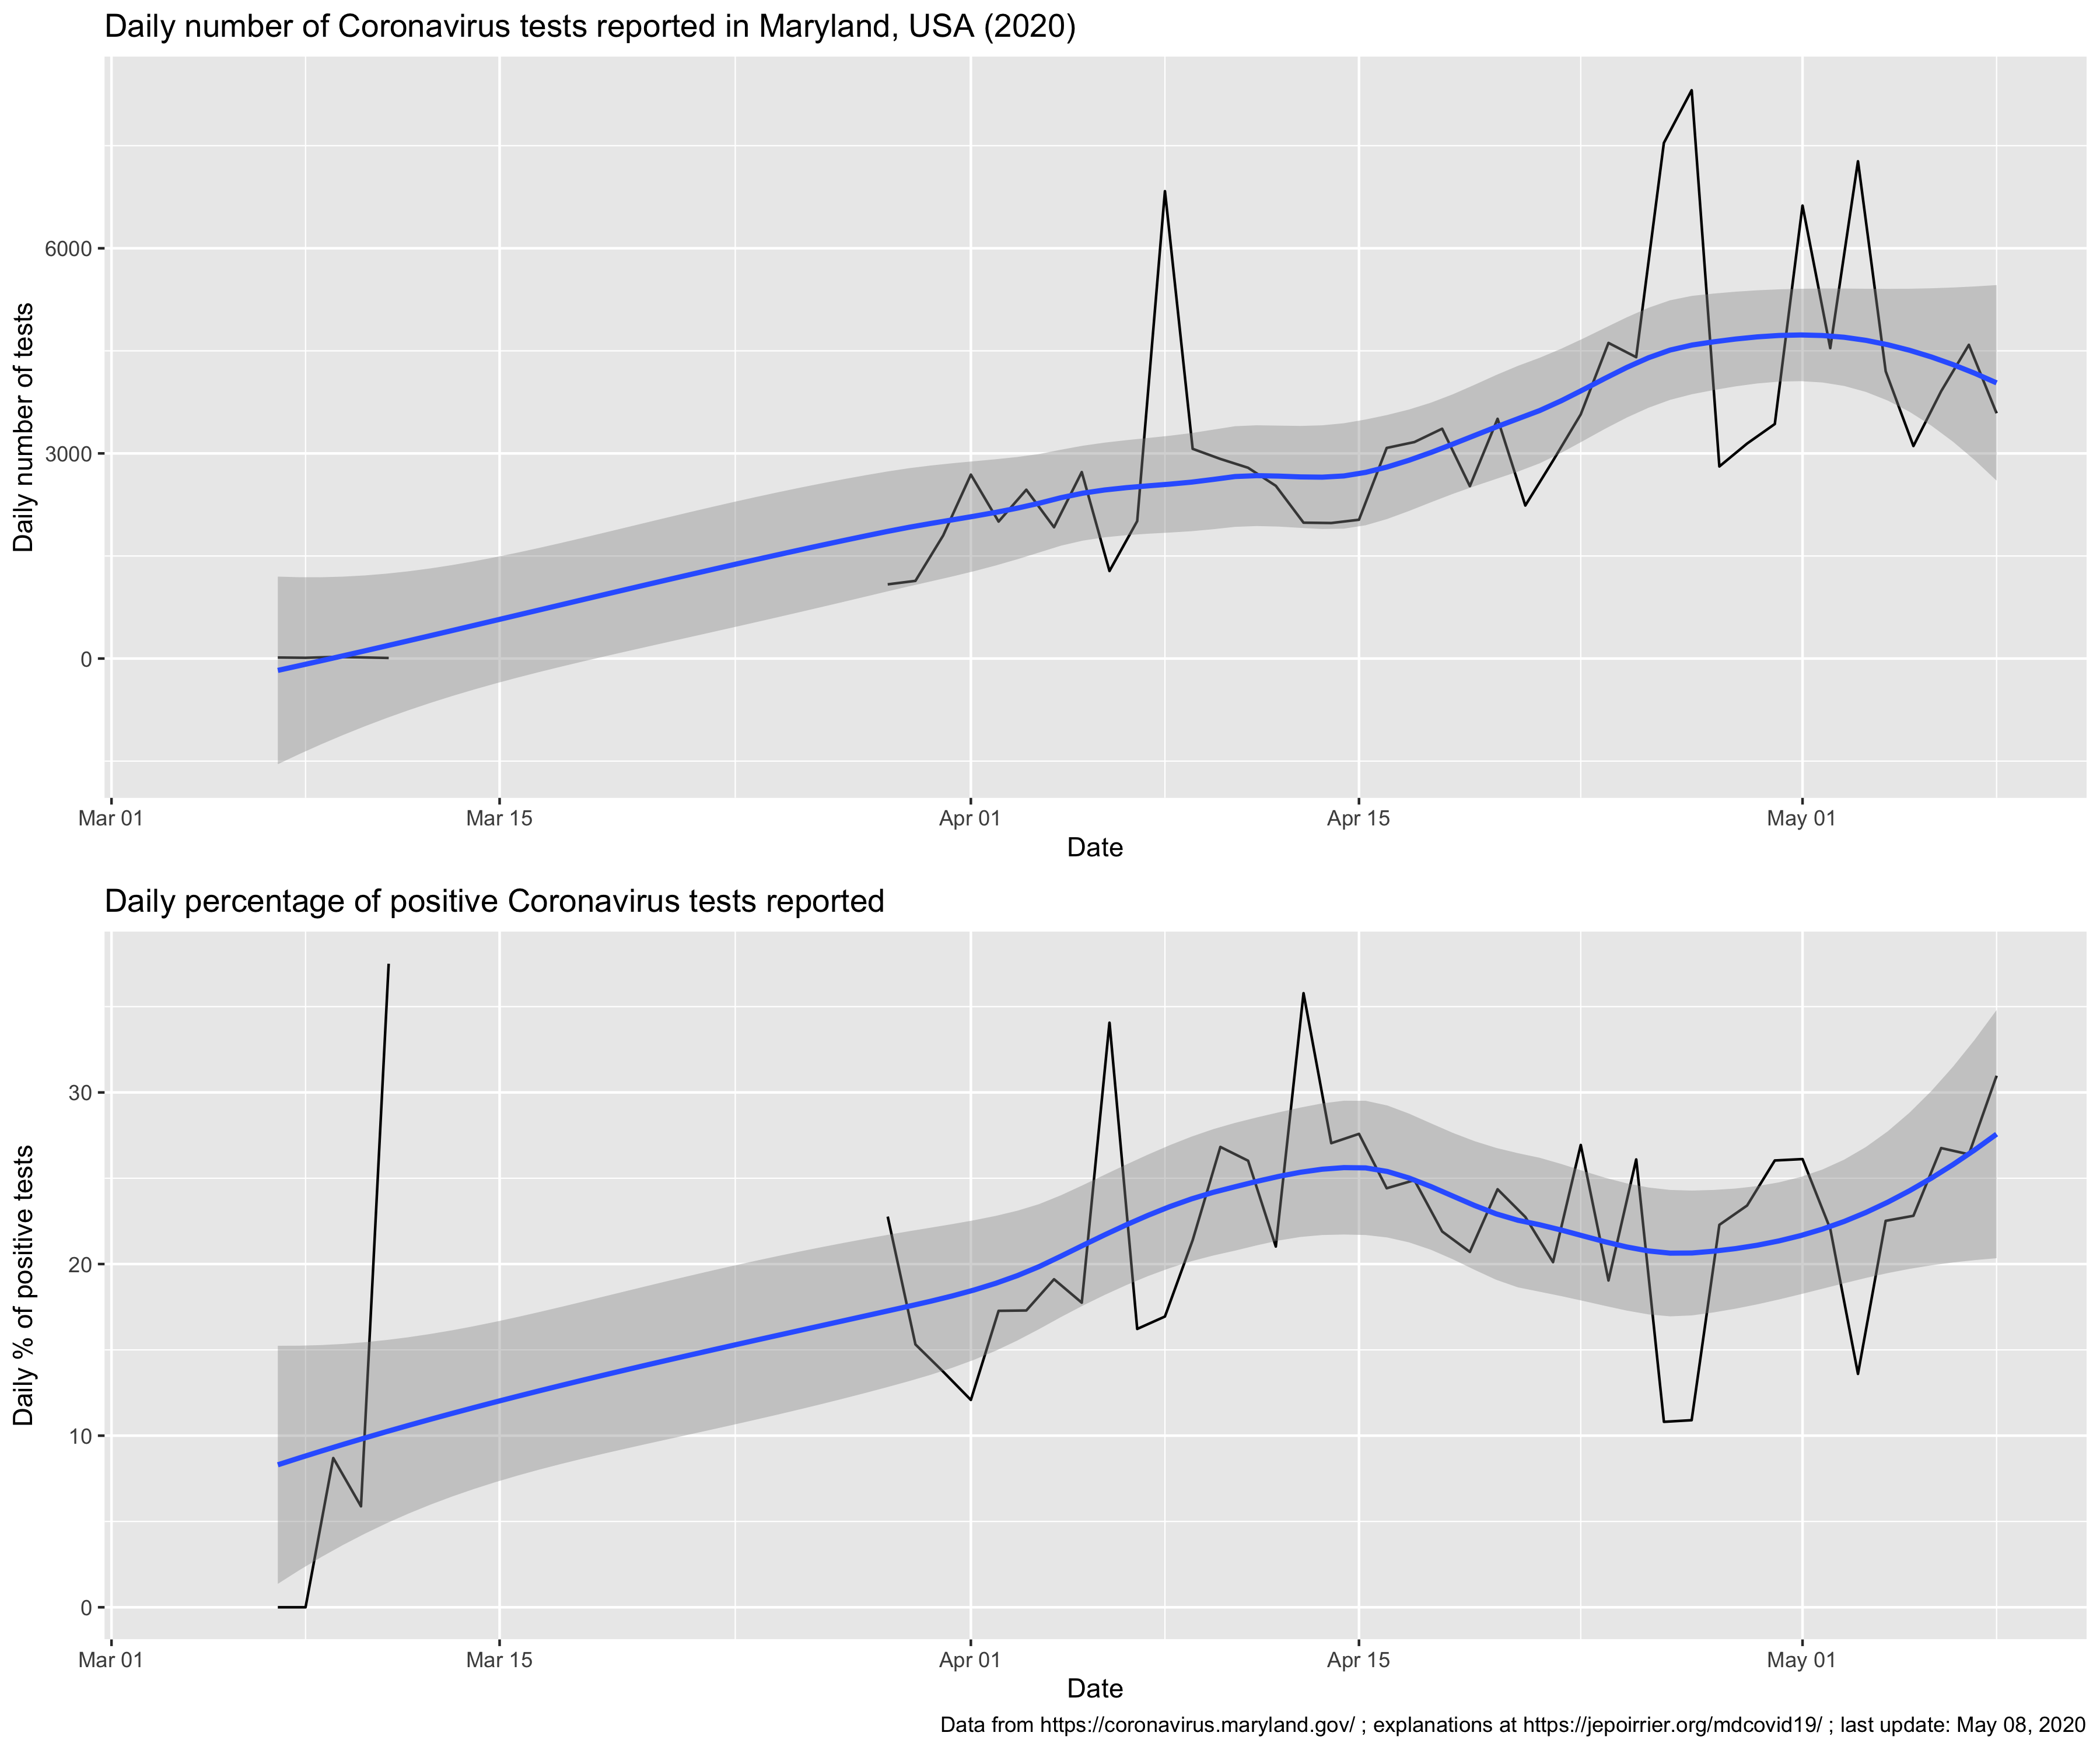 Daily number of Coronavirus tests reported in Maryland, USA (2020)
Daily number of tests
6000
3000
0
Mar 01 Mar 15 Apr 01 Apr 15 May 01
Date
Daily percentage of positive Coronavirus tests reported
Daily % of positive tests
30
20
10
0
Mar 01 Mar 15 Apr 01 Apr 15 May 01
Date
Data from https://coronavirus.maryland.gov/ ; explanations at https://jepoirrier.org/mdcovid19/ ; last update: May 08, 2020